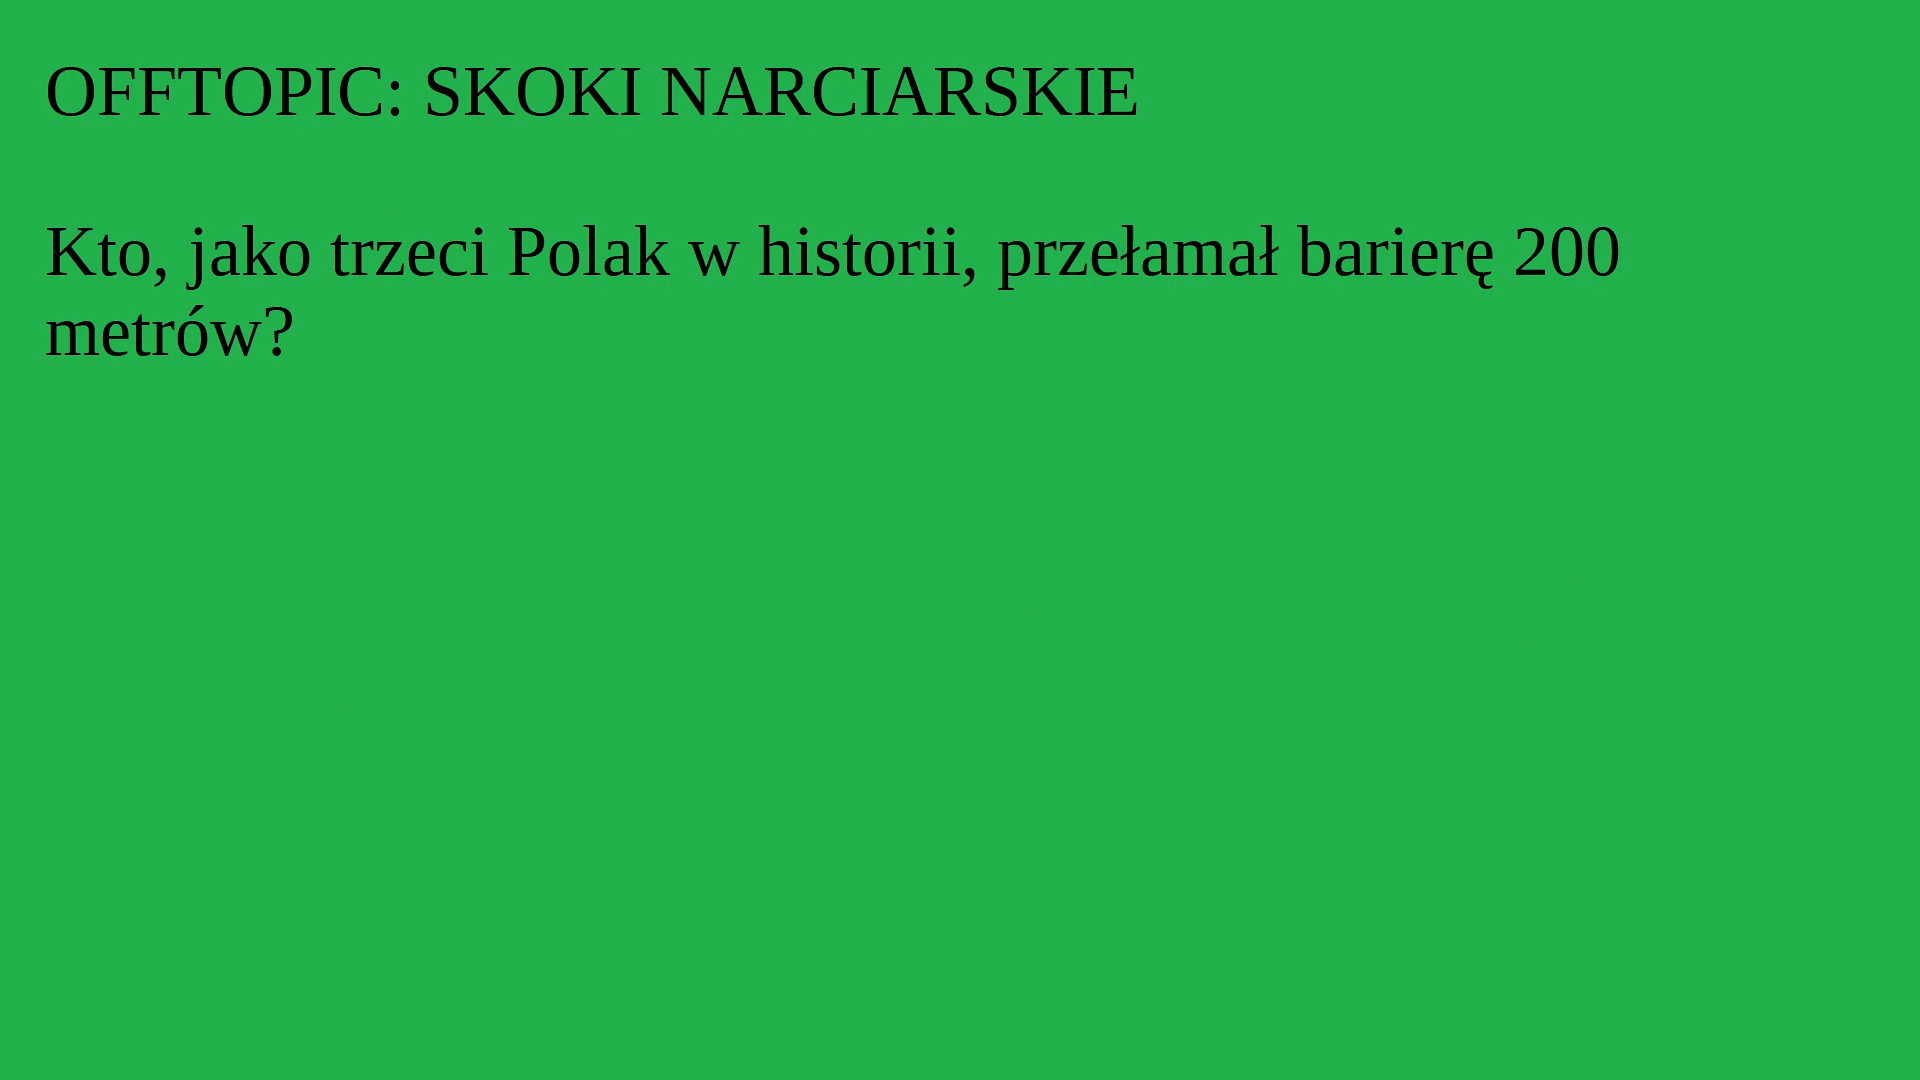 OFFTOPIC: SKOKI NARCIARSKIE
Kto, jako trzeci Polak w historii, przełamał barierę 200
metrów?